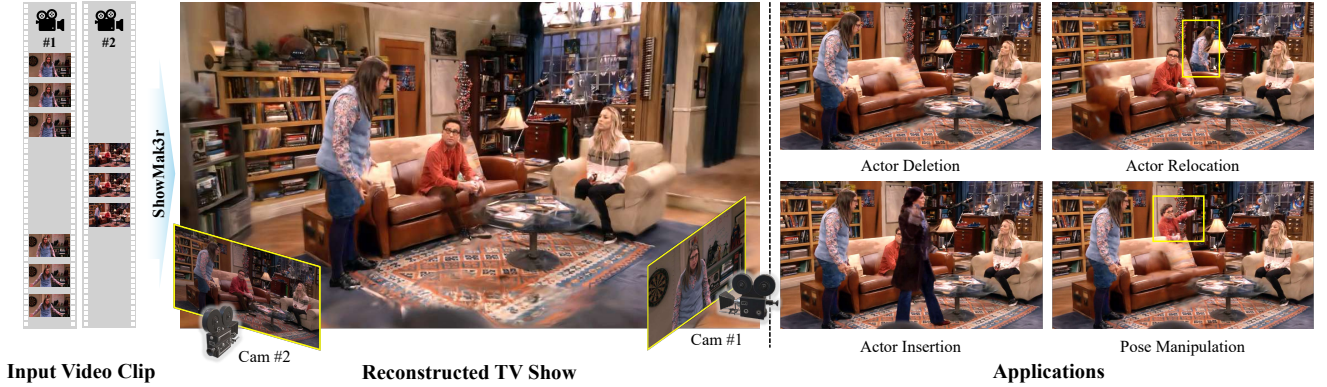 #1
#2
ShowMak3r
Cam #2
Cam #1
Input Video Clip
Reconstructed TV Show
Actor Deletion
Actor Relocation
Actor Insertion
Pose Manipulation
Applications